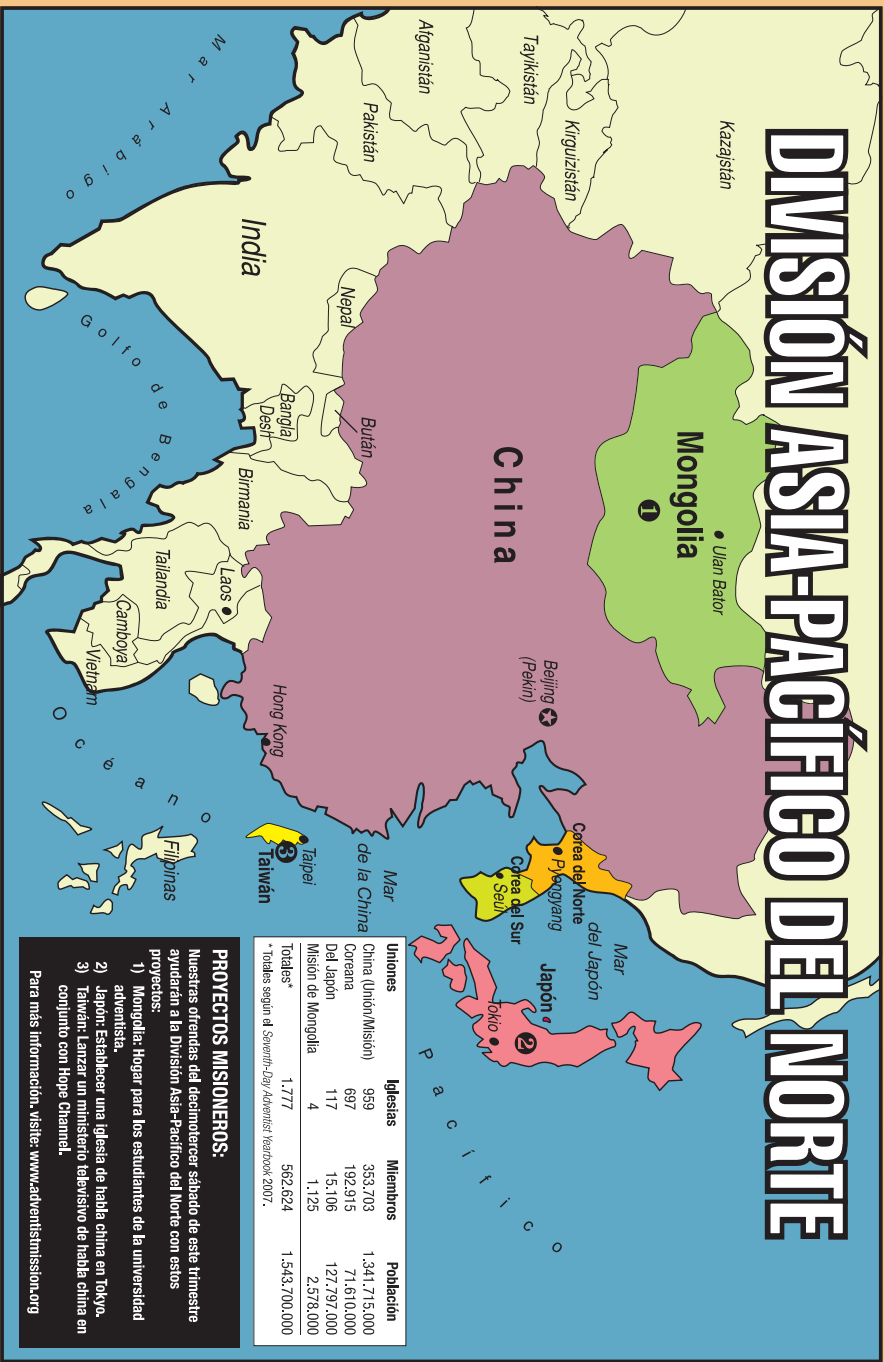 DIVISIÓN ASIA-PACÍFICO DEL NORTE
Kazajstán
Kirguizistán
Tayikistán
Afganistán
Pakistán
Mar Arábigo
India
Nepal
Bután
Bangla
Desh
Birmania
Golfo de Bengala
Tailandia
Laos
Camboya
Vietnam
Mongolia
1
Ulan Bator
China
Beijing
(Pekin)
Hong Kong
Corea del Norte
Pyongyang
Corea del Sur
Seúl
Mar
del Japón
Japón
2
Tokio
Mar
de la China
Taipei
3
Taiwán
Filipinas
Océano Pacífico
Uniones Iglesias Miembros Población
China (Unión/Misión) 959 353.703 1.341.715.000
Coreana 697 192.915 71.610.000
Del Japón 117 15.106 127.797.000
Misión de Mongolia 4 1.125 2.578.000
Totales* 1.777 562.624 1.543.700.000
*Totales según el Seventh-Day Adventist Yearbook 2007.
PROYECTOS MISIONEROS:
Nuestras ofrendas del decimotercer sábado de este trimestre
ayudarán a la División Asia-Pacífico del Norte con estos
proyectos:
1) Mongolia: Hogar para los estudiantes de la universidad
adventista.
2) Japón: Establecer una iglesia de habla china en Tokyo.
3) Taiwán: Lanzar un ministerio televisivo de habla china en
conjunto con Hope Channel.
Para más información. visite: www.adventistmission.org